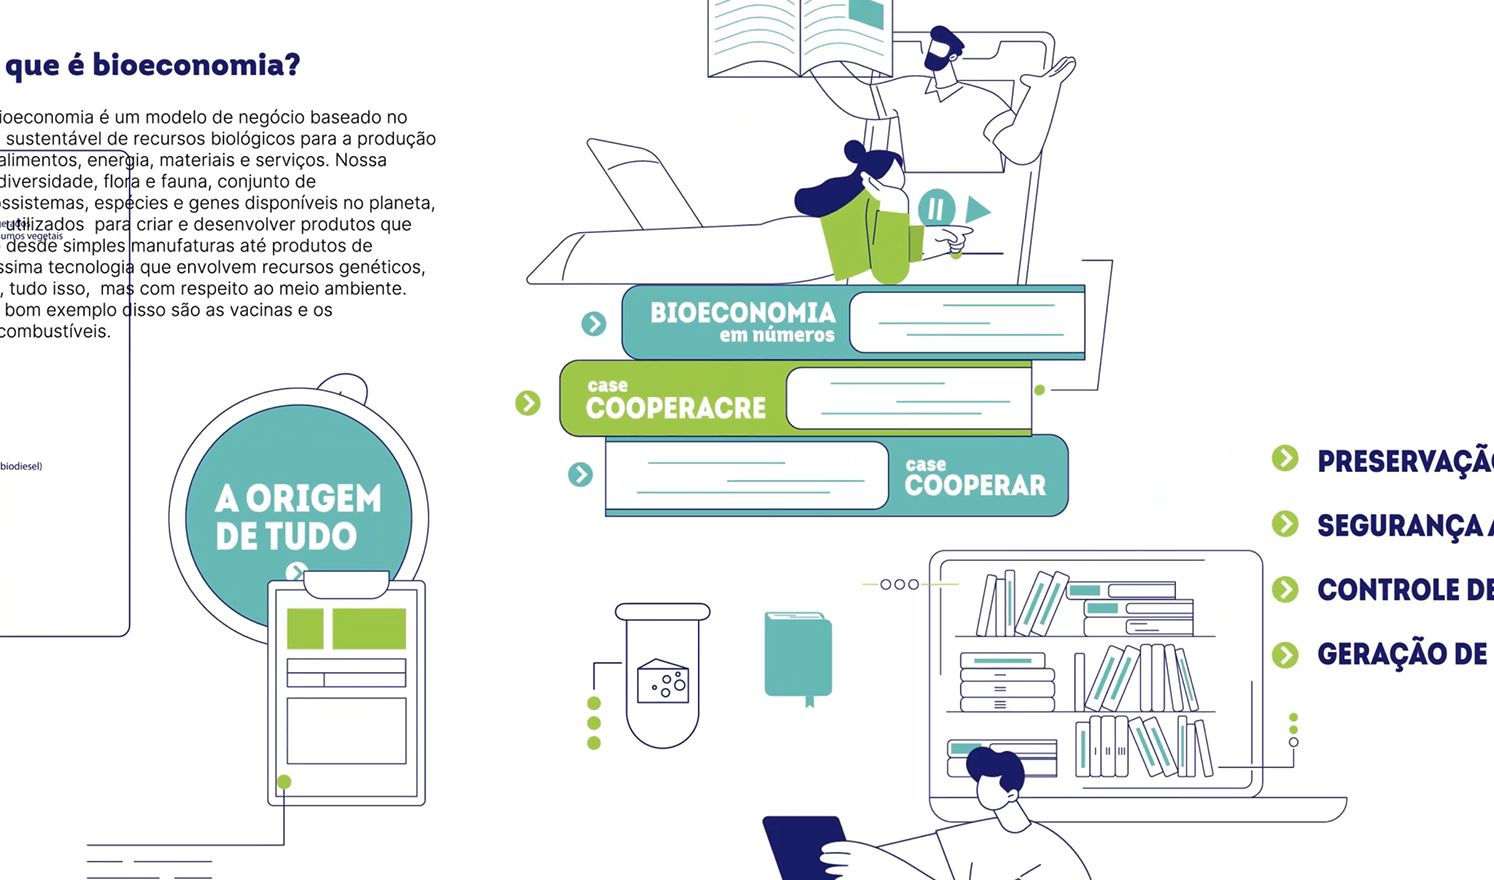 que é bioeconomia?
ioeconomia é um modelo de negócio baseado no
sustentável de recursos biológicos para a produção
alimentos, energia, materiais e serviços. Nossa
diversidade, flora e fauna, conjunto de
ossistemas, espécies e genes disponíveis no planeta,
utilizados para criar e desenvolver produtos que
desde simples manufaturas até produtos de
ssima tecnologia que envolvem recursos genéticos,
, tudo isso, mas com respeito ao meio ambiente.
bom exemplo disso são as vacinas e os
combustíveis.
umos vegetais
biodiesel)
A ORIGEM
DE TUDO
BIOECONOMIA
em números
case
COOPERACRE
case
COOPERAR
PRESERVAÇÃO
SEGURANÇA A
CONTROLE DE
GERAÇÃO DE